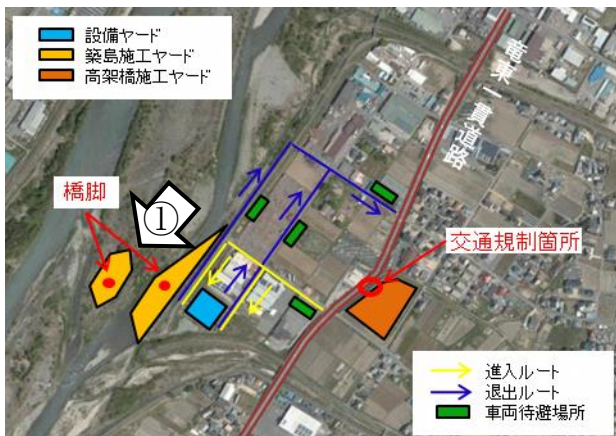 設備ヤード
築島施工ヤード
高架橋施工ヤード
竜東一貫道路
橋脚
①
交通規制箇所
進入ルート
退出ルート
車両待避場所